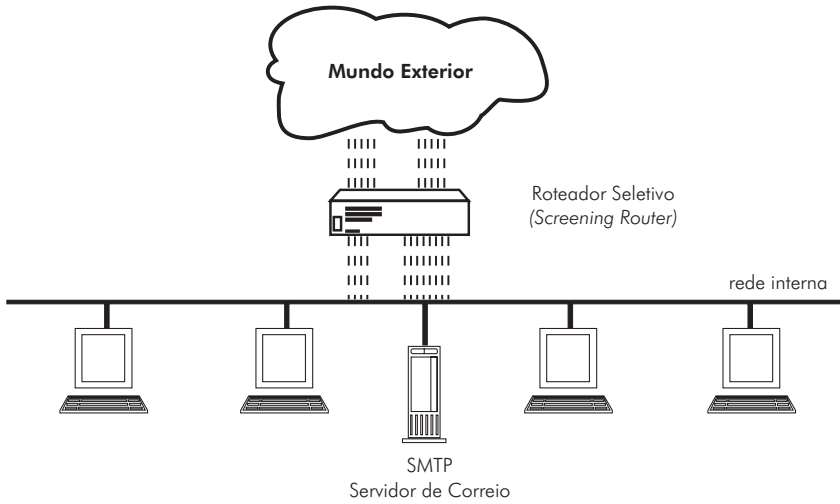 Mundo Exterior
Roteador Seletivo
(Screening Router)
rede interna
SMTP
Servidor de Correio